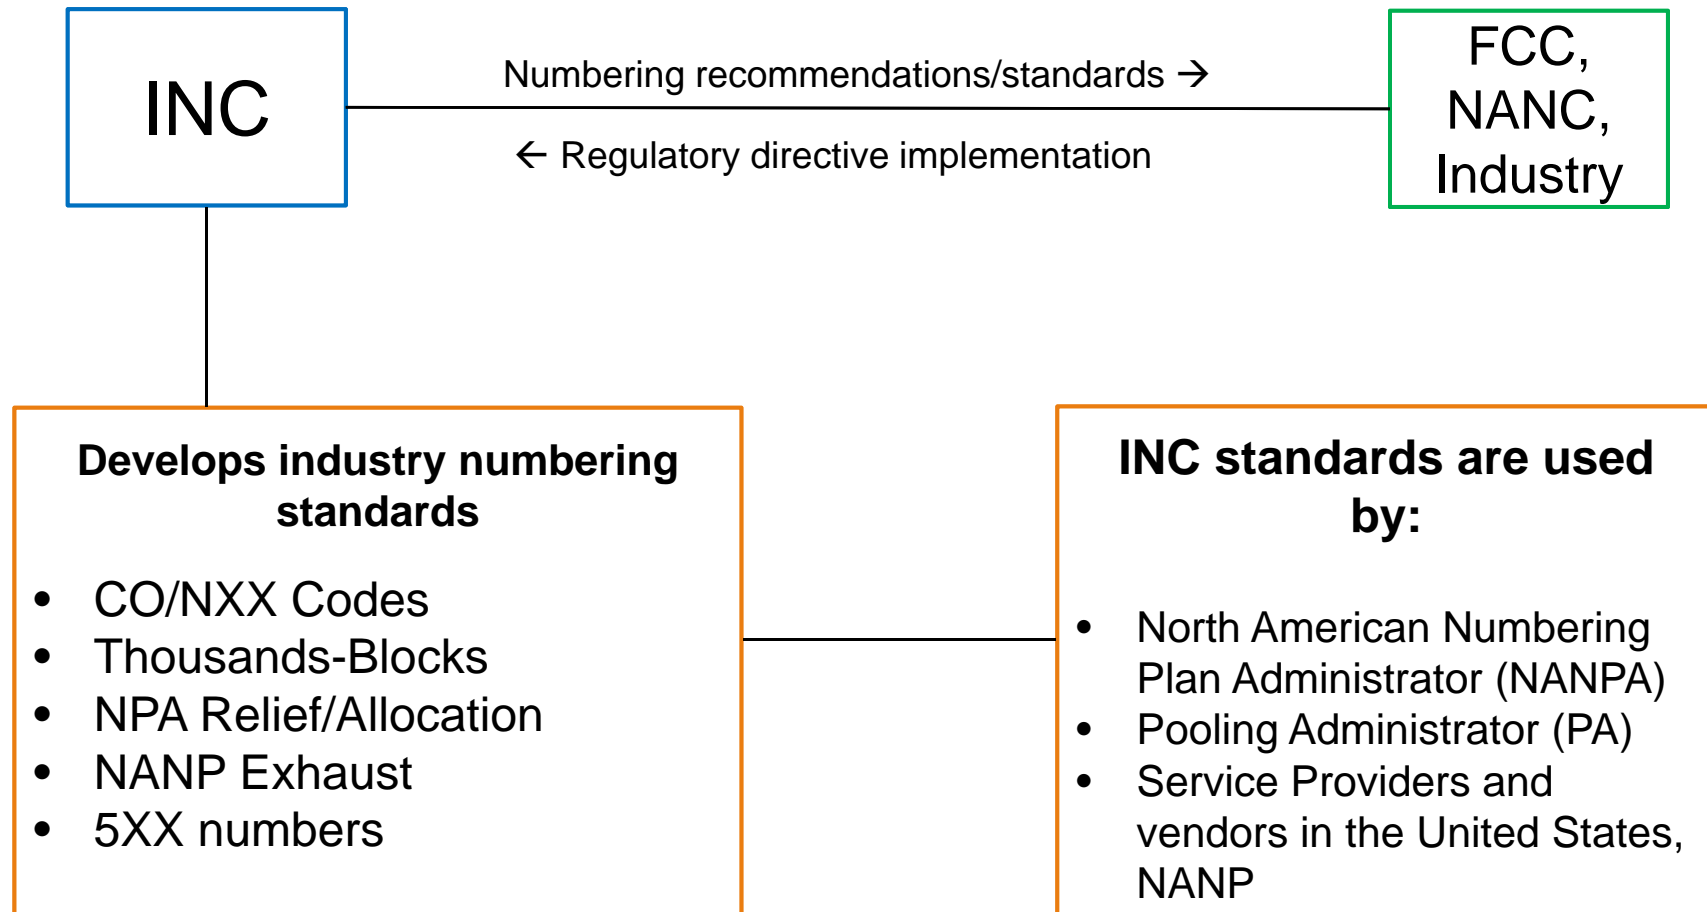 INC
Numbering recommendations/standards →
← Regulatory directive implementation
FCC,
NANC,
Industry
Develops industry numbering
standards
• CO/NXX Codes
• Thousands-Blocks
• NPA Relief/Allocation
• NANP Exhaust
• 5XX numbers
INC standards are used
by:
• North American Numbering
Plan Administrator (NANPA)
• Pooling Administrator (PA)
• Service Providers and
vendors in the United States,
NANP